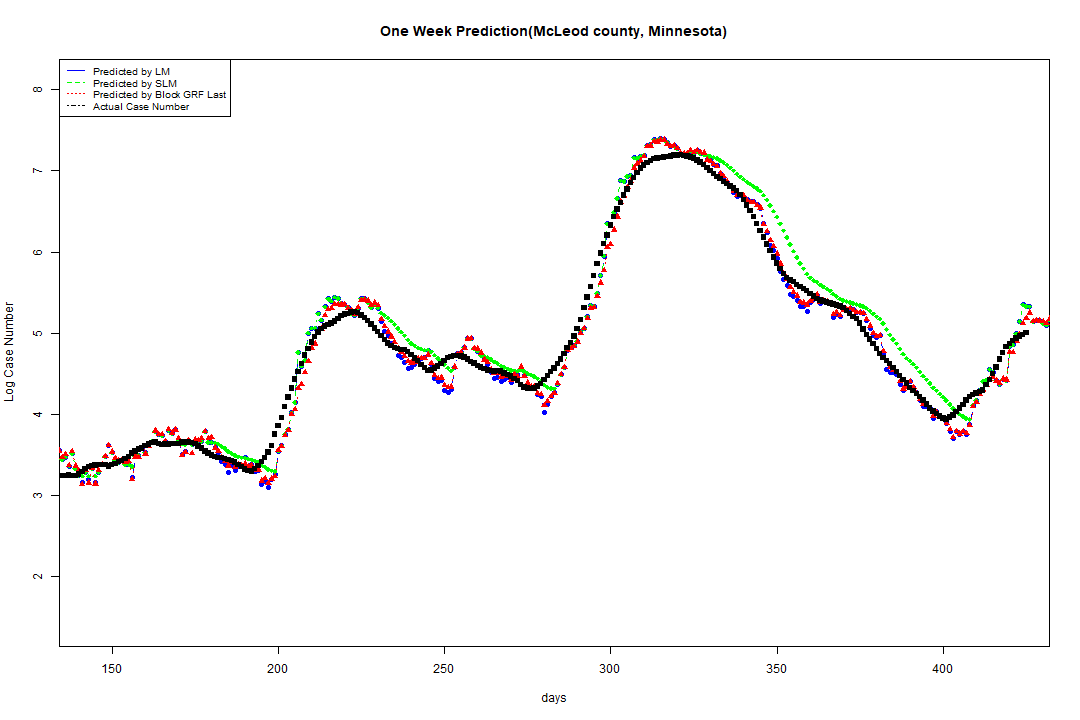 One Week Prediction(McLeod county, Minnesota)
Predicted by LM
Predicted by SLM
Predicted by Block GRF Last
Actual Case Number
8
7
6
5
4
3
2
Log Case Number
150 200 250 300 350 400
days